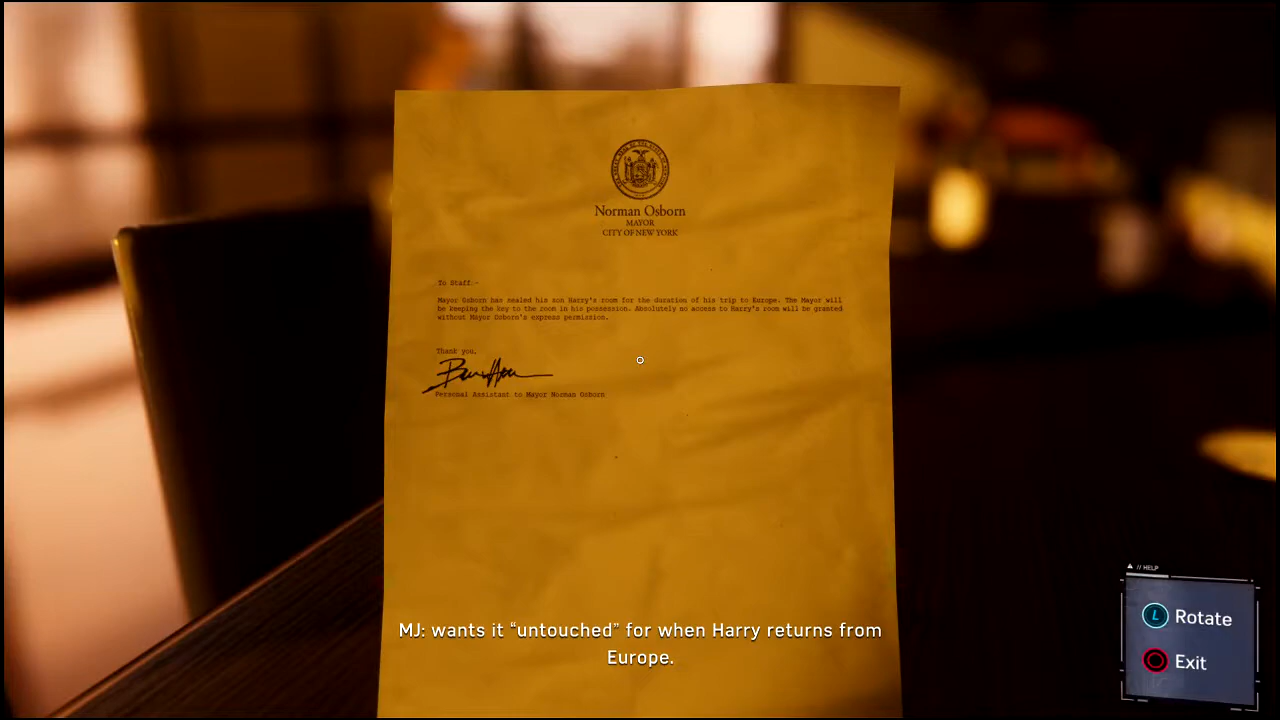 Norman Osborn
MAYOR
CITY OF NEW YORK
To Staff:-
Mayor Osborn has sealed his son Harry's room for the duration of his trip to Europe. The Mayor will
be keeping the key to the room in his possession. Absolutely no access to Harry's room will be granted
without Mayor Osborn's express permission.
Thank you,
Personal Assistant to Mayor Norman Osborn
MJ: wants it “untouched” for when Harry returns from
Europe.
// HELP
L Rotate
Exit